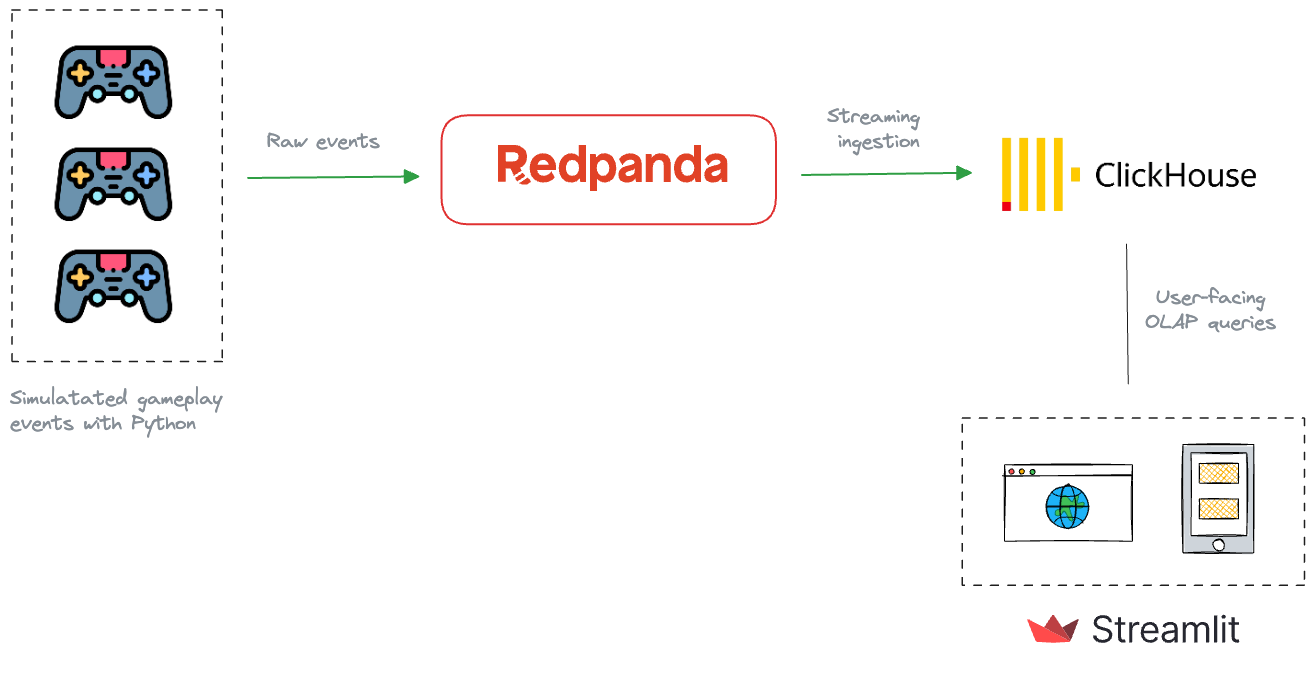 Raw events
Redpanda
Streaming
ingestion
ClickHouse
User-facing
OLAP queries
Simulatated gameplay
events with Python
Streamlit